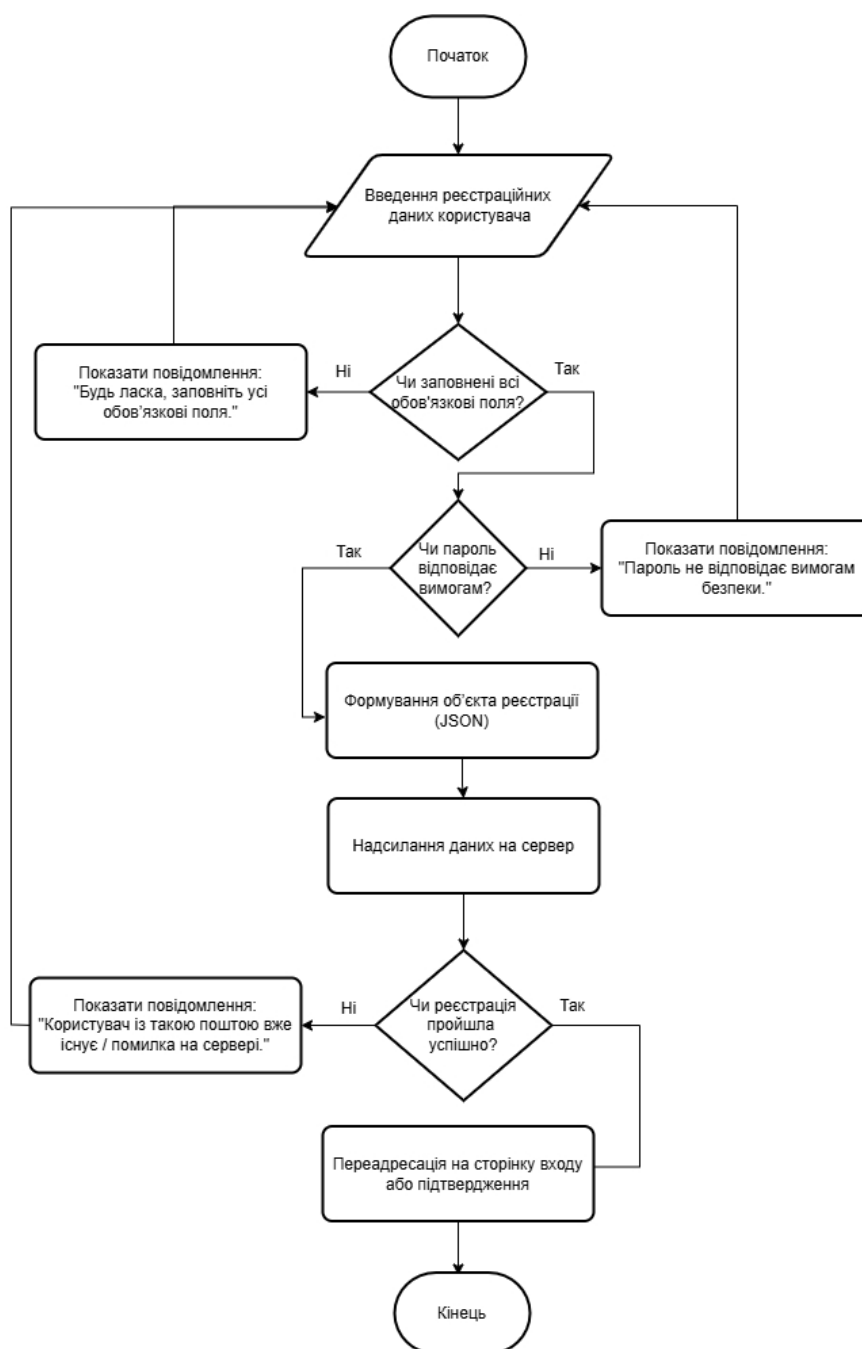 Початок
Введення реєстраційних
даних користувача
Показати повідомлення:
"Будь ласка, заповніть усі
обов’язкові поля."
Ні
Чи заповнені всі
обов'язкові поля?
Так
Так
Чи пароль
відповідає
вимогам?
Ні
Показати повідомлення:
"Пароль не відповідає вимогам
безпеки."
Формування об’єкта реєстрації
(JSON)
Надсилання даних на сервер
Показати повідомлення:
"Користувач із такою поштою вже
існує / помилка на сервері."
Ні
Чи реєстрація
пройшла
успішно?
Так
Переадресація на сторінку входу
або підтвердження
Кінець